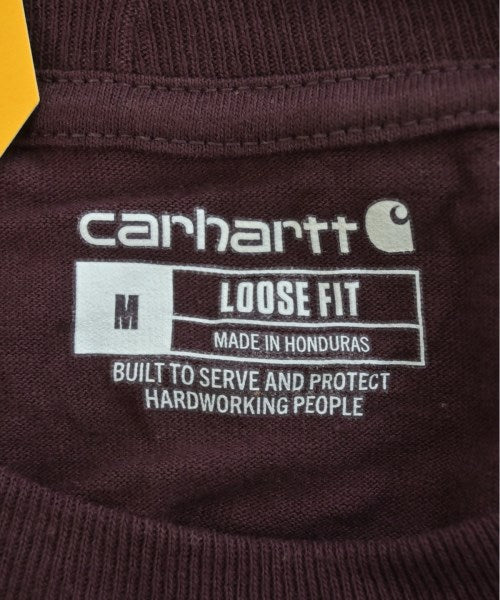 carhartt
M
LOOSE FIT
MADE IN HONDURAS
BUILT TO SERVE AND PROTECT
HARDWORKING PEOPLE